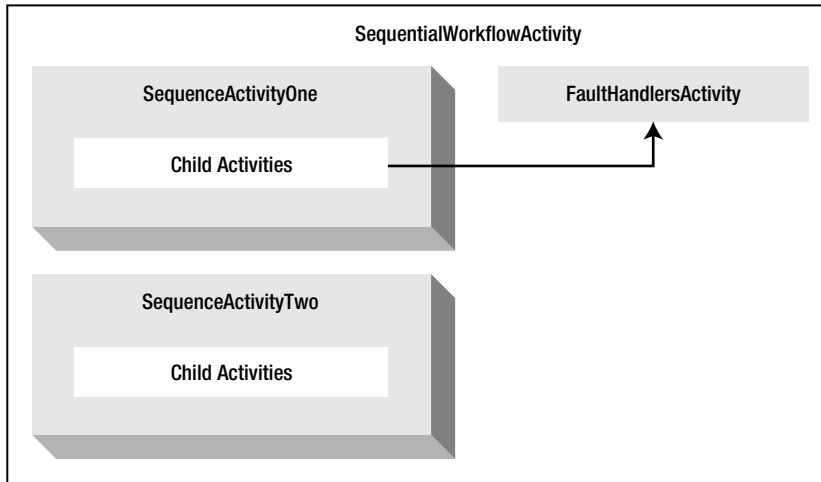 SequentialWorkflowActivity
SequenceActivityOne
FaultHandlersActivity
Child Activities
SequenceActivityTwo
Child Activities